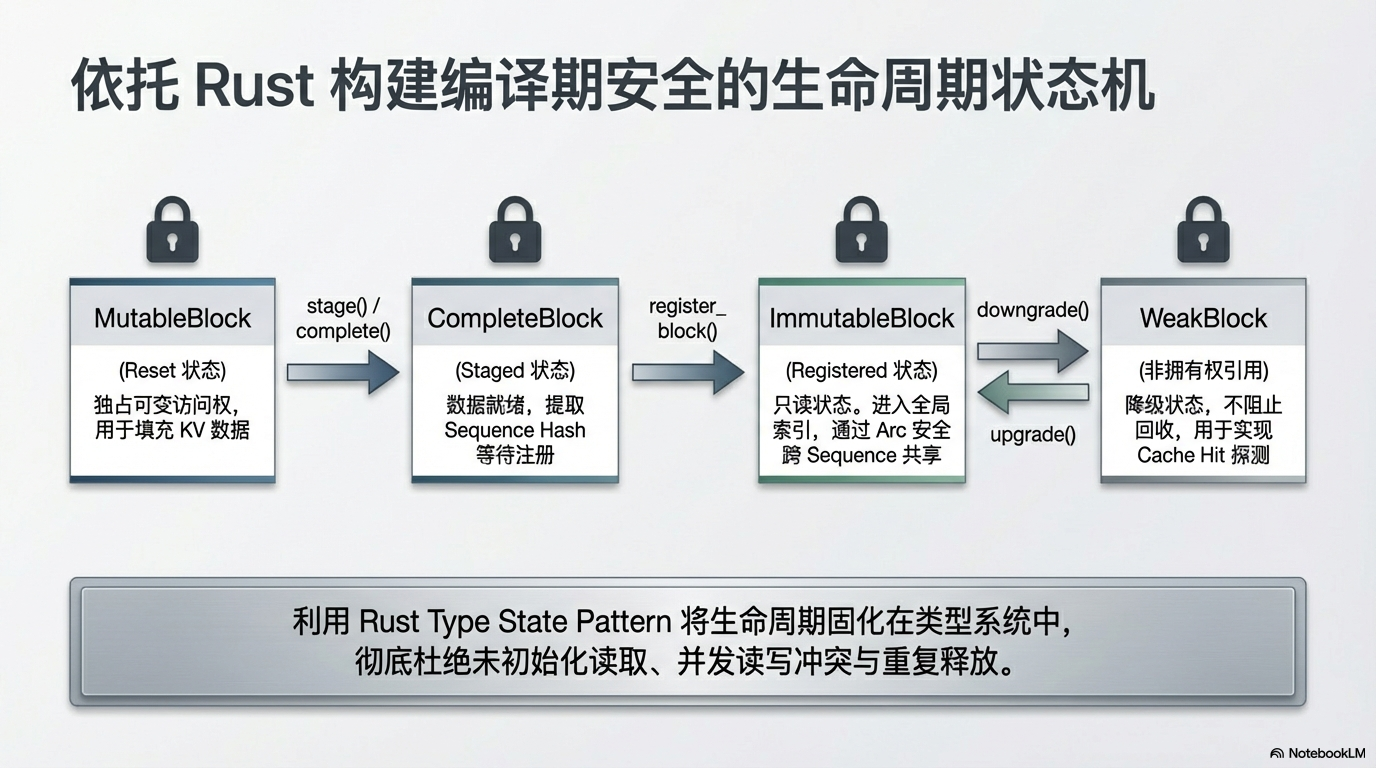 依托 Rust 构建编译期安全的生命周期状态机
MutableBlock
(Reset 状态)
独占可变访问权，
用于填充 KV 数据
stage() /
complete()
CompleteBlock
(Staged 状态)
数据就绪，提取
Sequence Hash
等待注册
register_
block()
ImmutableBlock
(Registered 状态)
只读状态。进入全局
索引，通过 Arc 安全
跨 Sequence 共享
downgrade()
upgrade()
WeakBlock
(非拥有权引用)
降级状态，不阻止
回收，用于实现
Cache Hit 探测
利用 Rust Type State Pattern 将生命周期固化在类型系统中，
彻底杜绝未初始化读取、并发读写冲突与重复释放。
NotebookLM